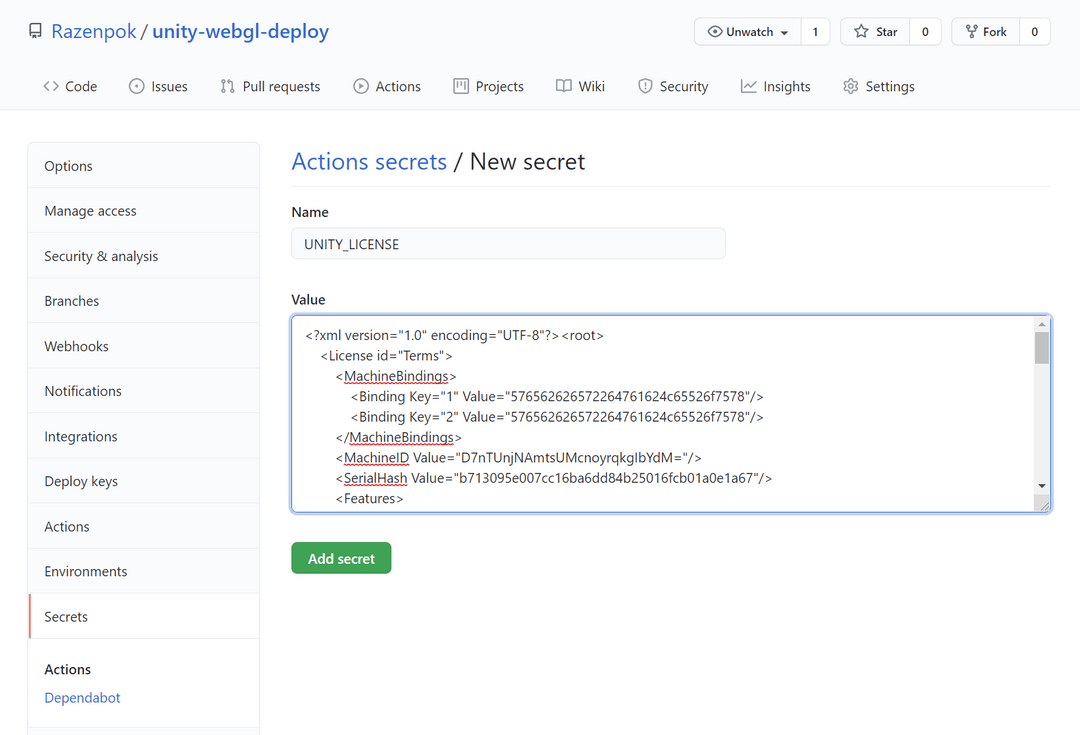 Razenpok / unity-webgl-deploy
Unwatch 1
Star 0
Fork 0
Code
Issues
Pull requests
Actions
Projects
Wiki
Security
Insights
Settings
Options
Manage access
Security & analysis
Branches
Webhooks
Notifications
Integrations
Deploy keys
Actions
Environments
Secrets
Actions
Dependabot
Actions secrets / New secret
Name
UNITY_LICENSE
Value
<?xml version="1.0" encoding="UTF-8"?><root>
<License id="Terms">
<MachineBindings>
<Binding Key="1" Value="576562626572264761624c65526f7578"/>
<Binding Key="2" Value="576562626572264761624c65526f7578"/>
</MachineBindings>
<MachineID Value="D7nTUnjNAmtsUMcnoyrqkgIbYdM="/>
<SerialHash Value="b713095e007cc16ba6dd84b25016fcb01a0e1a67"/>
<Features>
Add secret